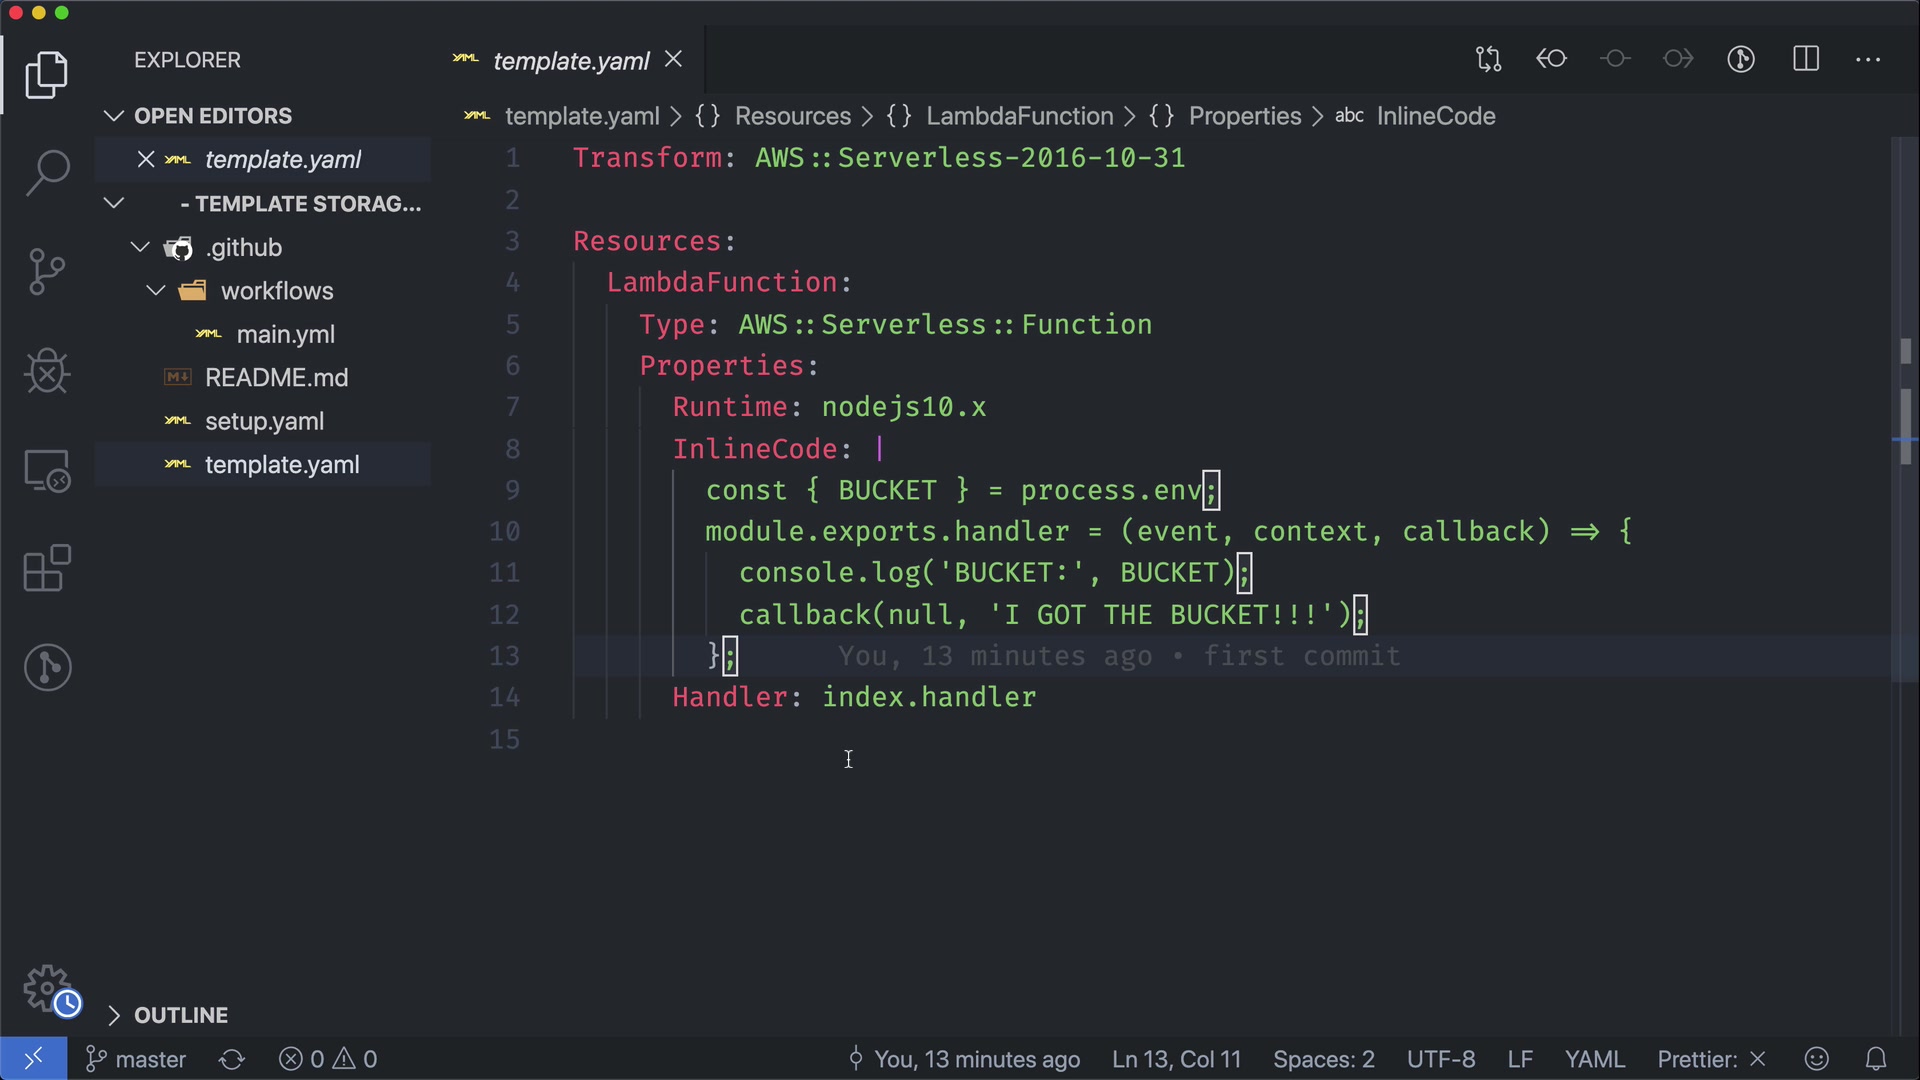 EXPLORER
OPEN EDITORS
template.yaml
- TEMPLATE STORAG...
.github
workflows
main.yml
README.md
setup.yaml
template.yaml
OUTLINE
template.yaml
template.yaml > {} Resources > {} LambdaFunction > {} Properties > abc InlineCode
1 Transform: AWS::Serverless-2016-10-31
2
3 Resources:
4 LambdaFunction:
5 Type: AWS::Serverless::Function
6 Properties:
7 Runtime: nodejs10.x
8 InlineCode: |
9 const { BUCKET } = process.env;
10 module.exports.handler = (event, context, callback) => {
11 console.log('BUCKET:', BUCKET);
12 callback(null, 'I GOT THE BUCKET!!!');
13 }; You, 13 minutes ago • first commit
14 Handler: index.handler
15
master 0 0 You, 13 minutes ago Ln 13, Col 11 Spaces: 2 UTF-8 LF YAML Prettier: ×